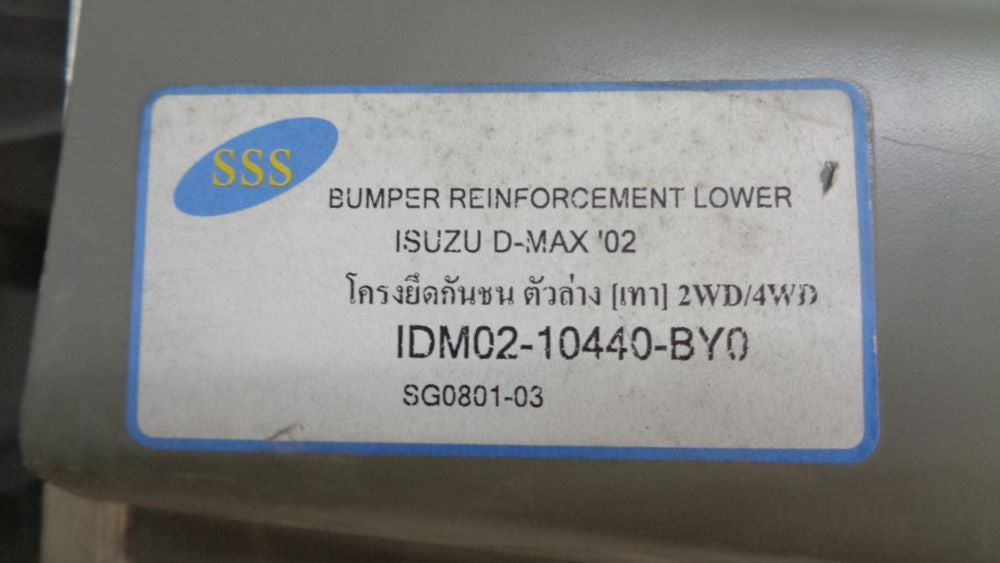 SSS
BUMPER REINFORCEMENT LOWER
ISUZU D-MAX '02
โครงยึดกันชน ตัวล่าง [เทา] 2WD/4WD
IDM02-10440-BY0
SG0801-03